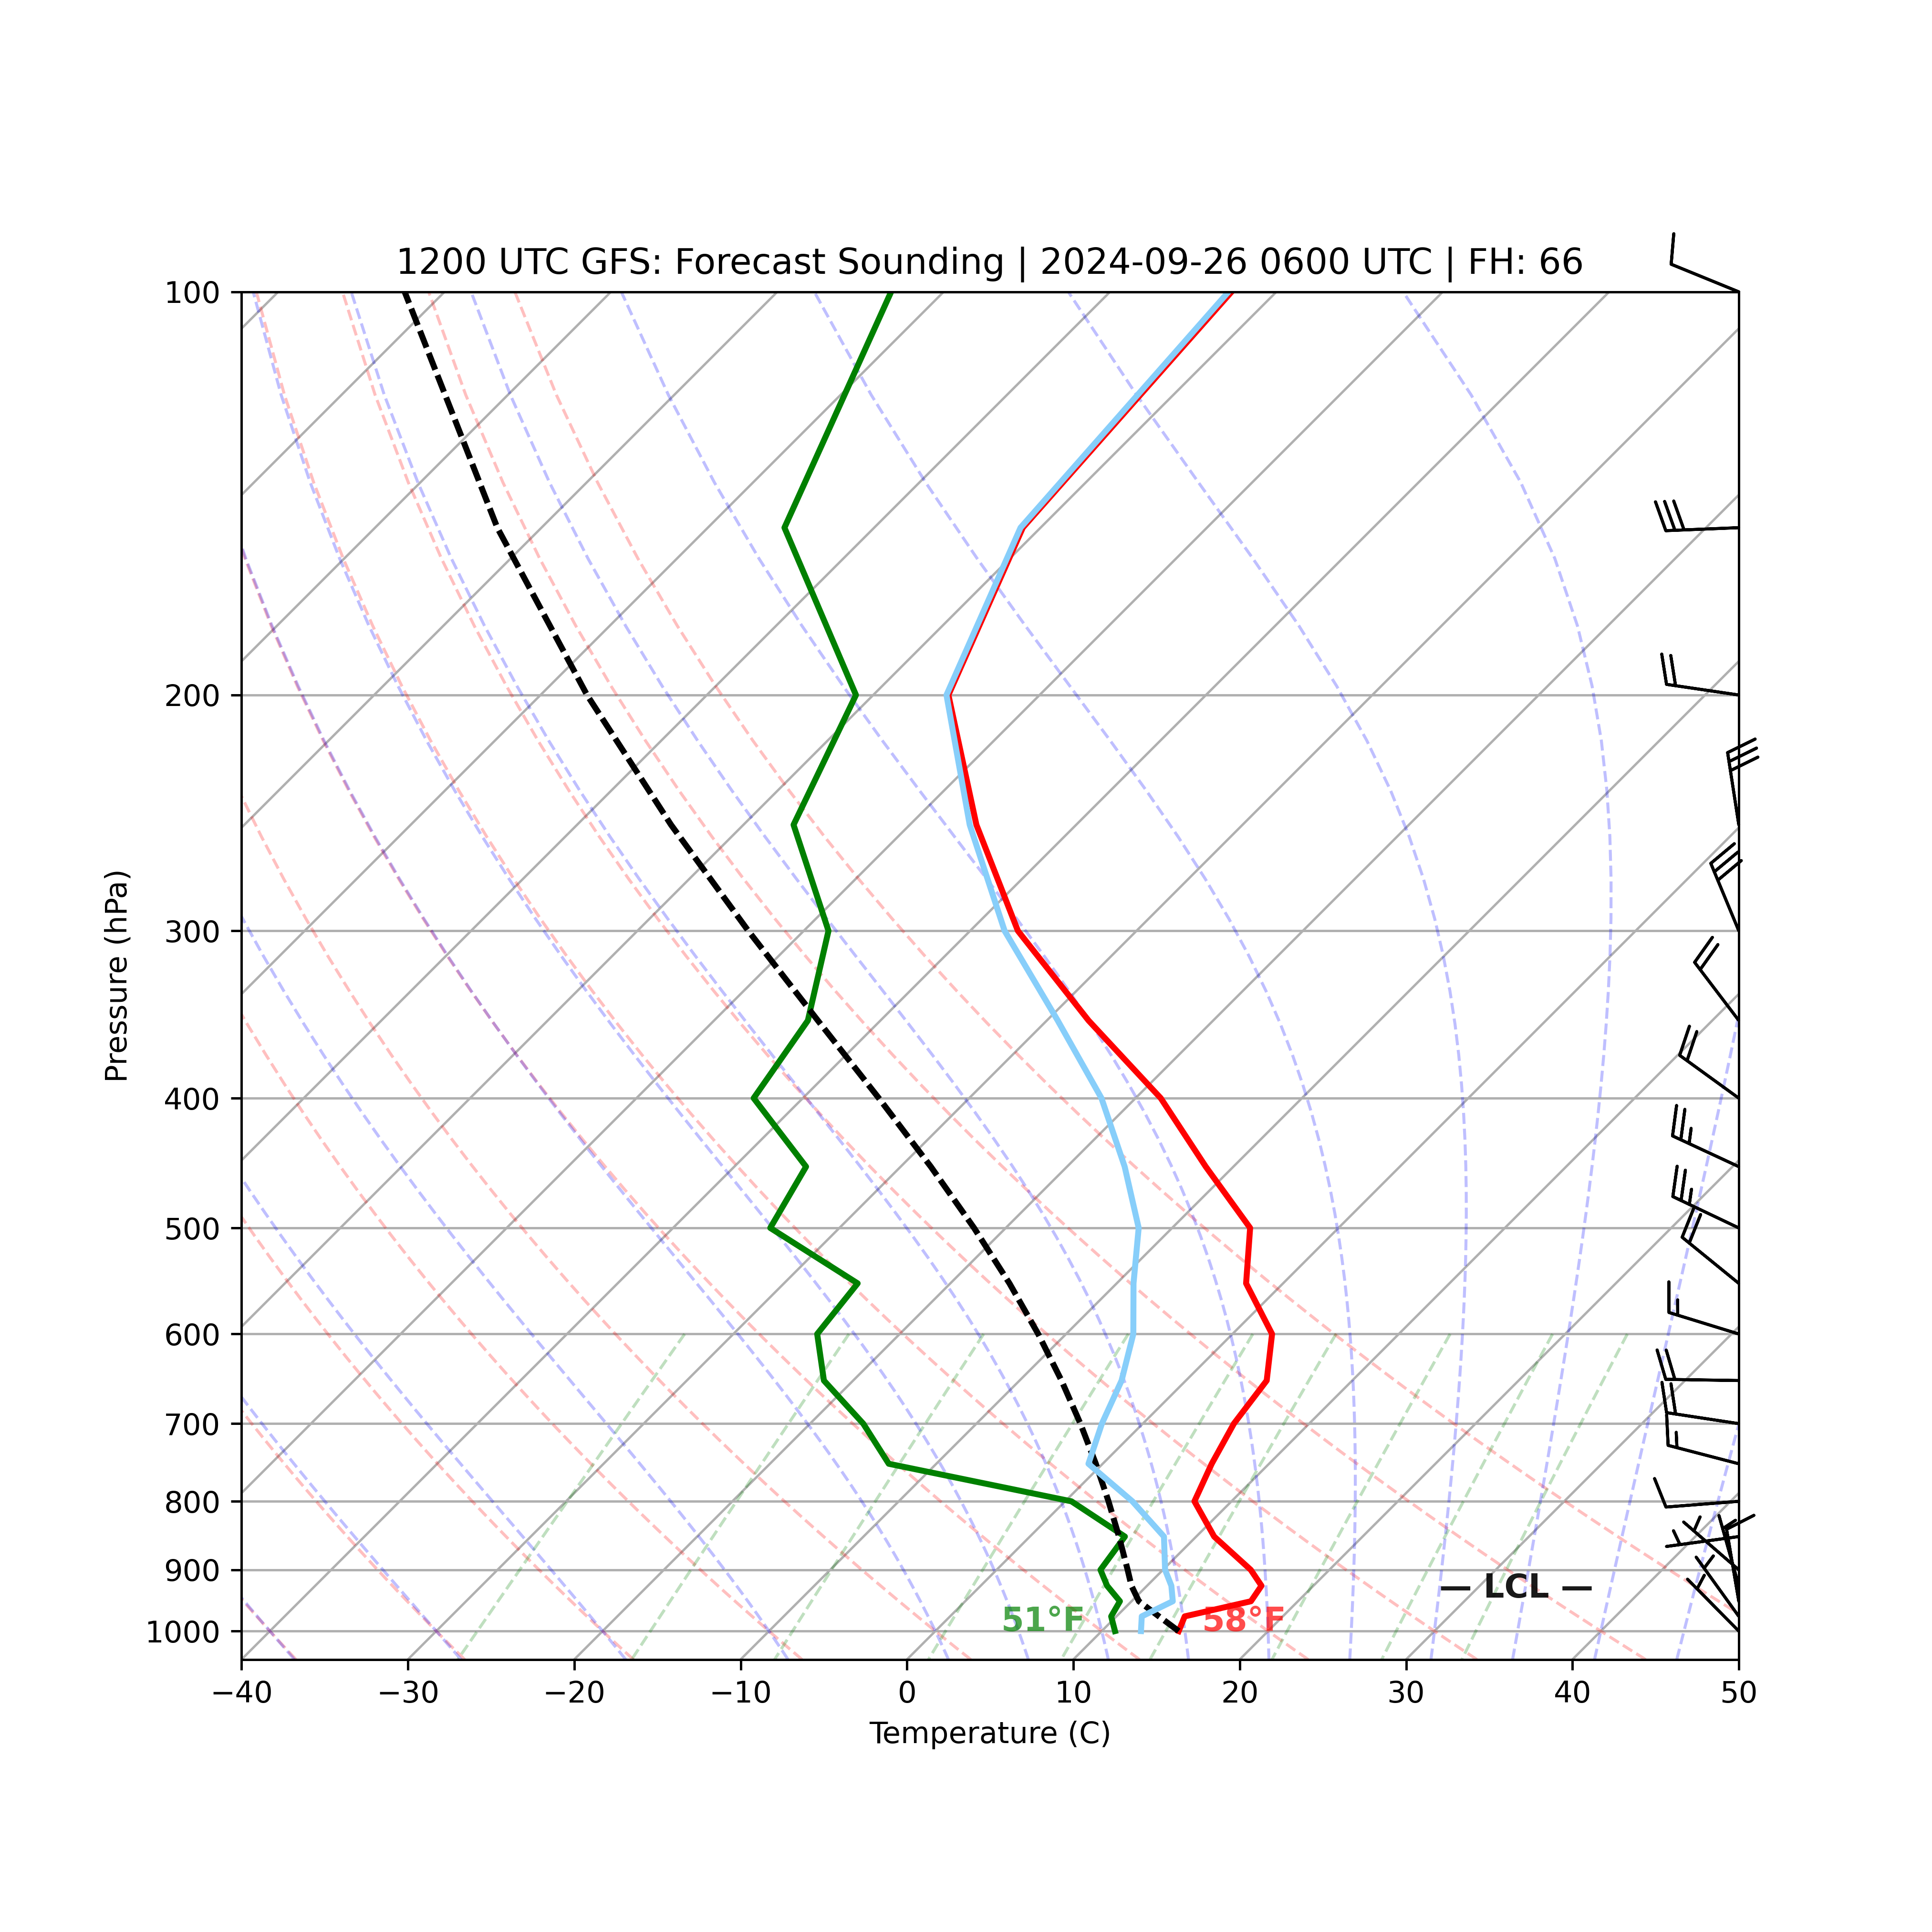 1200 UTC GFS: Forecast Sounding | 2024-09-26 0600 UTC | FH: 66
100
200
300
400
500
600
700
800
900
1000
Pressure (hPa)
— LCL —
51°F
58°F
−40 −30 −20 −10 0 10 20 30 40 50
Temperature (C)